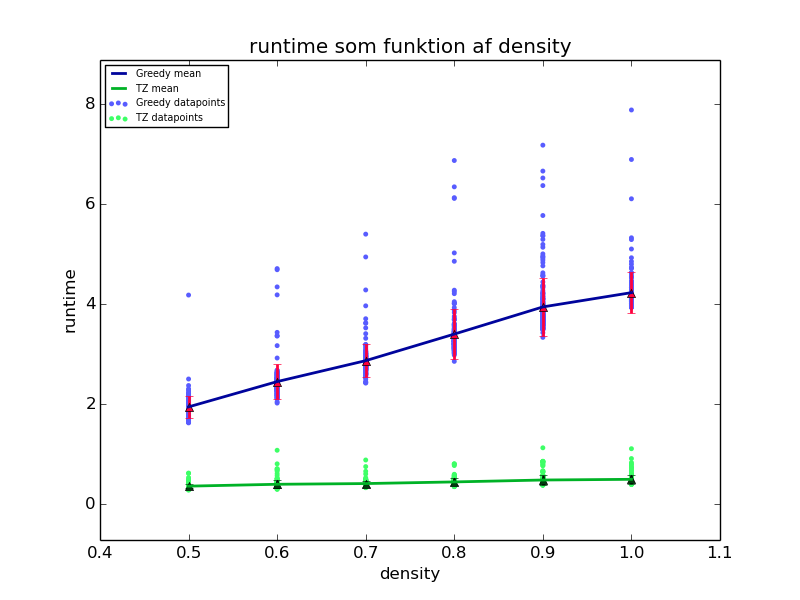 runtime som funktion af density
Greedy mean
TZ mean
Greedy datapoints
TZ datapoints
8
6
4
2
0
runtime
0.4 0.5 0.6 0.7 0.8 0.9 1.0 1.1
density